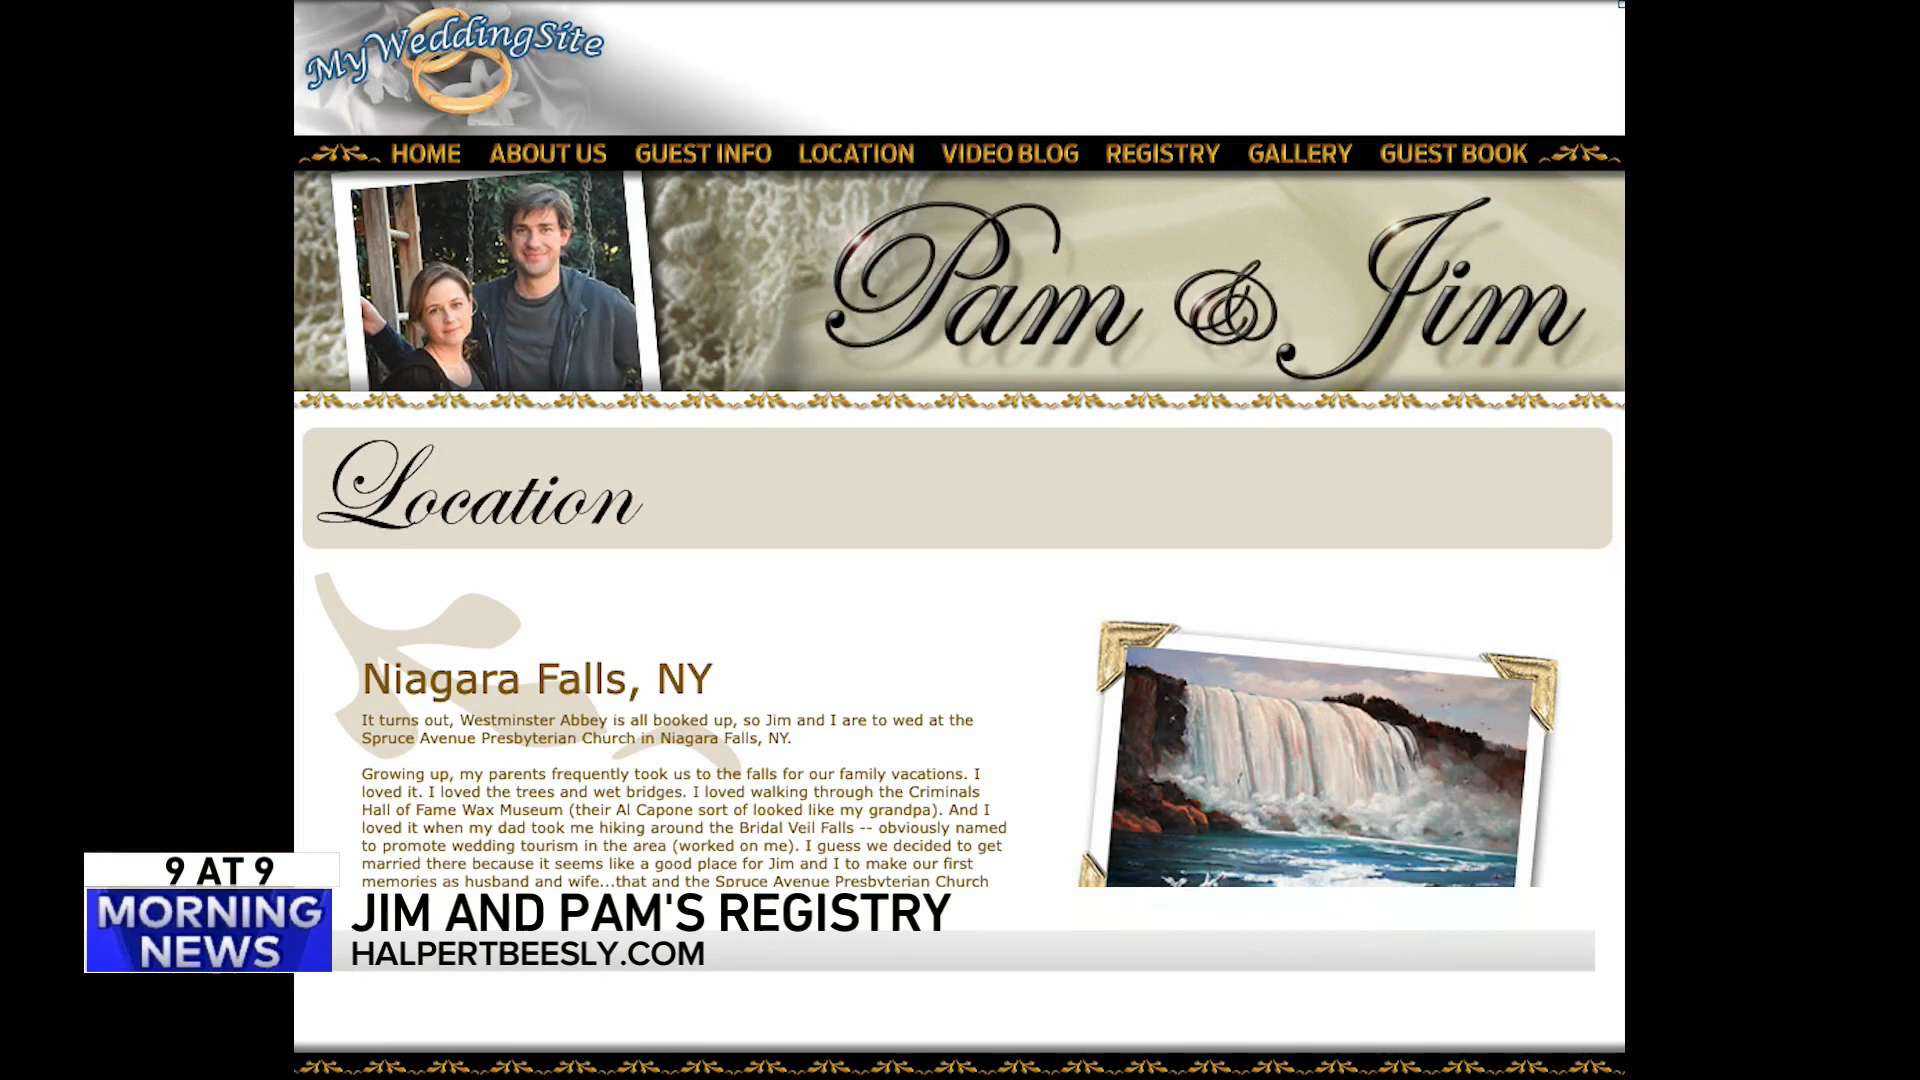 MyWeddingSite
HOME ABOUT US GUEST INFO LOCATION VIDEO BLOG REGISTRY GALLERY GUEST BOOK
Pam & Jim
Location
Niagara Falls, NY
It turns out, Westminster Abbey is all booked up, so Jim and I are to wed at the
Spruce Avenue Presbyterian Church in Niagara Falls, NY.
Growing up, my parents frequently took us to the falls for our family vacations. I
loved it. I loved the trees and wet bridges. I loved walking through the Criminals
Hall of Fame Wax Museum (their Al Capone sort of looked like my grandpa). And I
loved it when my dad took me hiking around the Bridal Veil Falls -- obviously named
to promote wedding tourism in the area (worked on me). I guess we decided to get
married there because it seems like a good place for Jim and I to make our first
memories as husband and wife...that and the Spruce Avenue Presbyterian Church
9 AT 9
MORNING
NEWS
JIM AND PAM'S REGISTRY
HALPERTBEESLY.COM